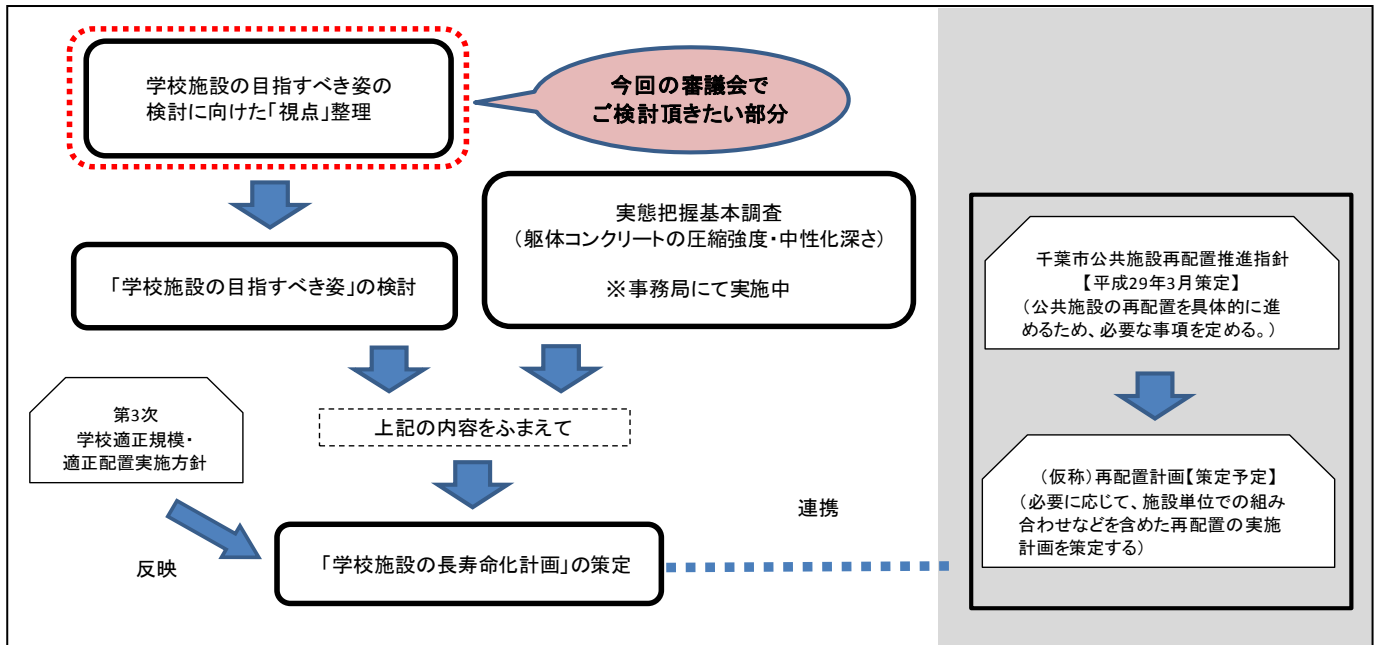 学校施設の目指すべき姿の
検討に向けた「視点」整理
今回の審議会で
ご検討頂きたい部分
「学校施設の目指すべき姿」の検討
実態把握基本調査
（躯体コンクリートの圧縮強度・中性化深さ）
※事務局にて実施中
第3次
学校適正規模・
適正配置実施方針
上記の内容をふまえて
反映
「学校施設の長寿命化計画」の策定
連携
千葉市公共施設再配置推進指針
【平成29年3月策定】
（公共施設の再配置を具体的に進
めるため、必要な事項を定める。）
（仮称）再配置計画【策定予定】
（必要に応じて、施設単位での組み
合わせなどを含めた再配置の実施
計画を策定する）